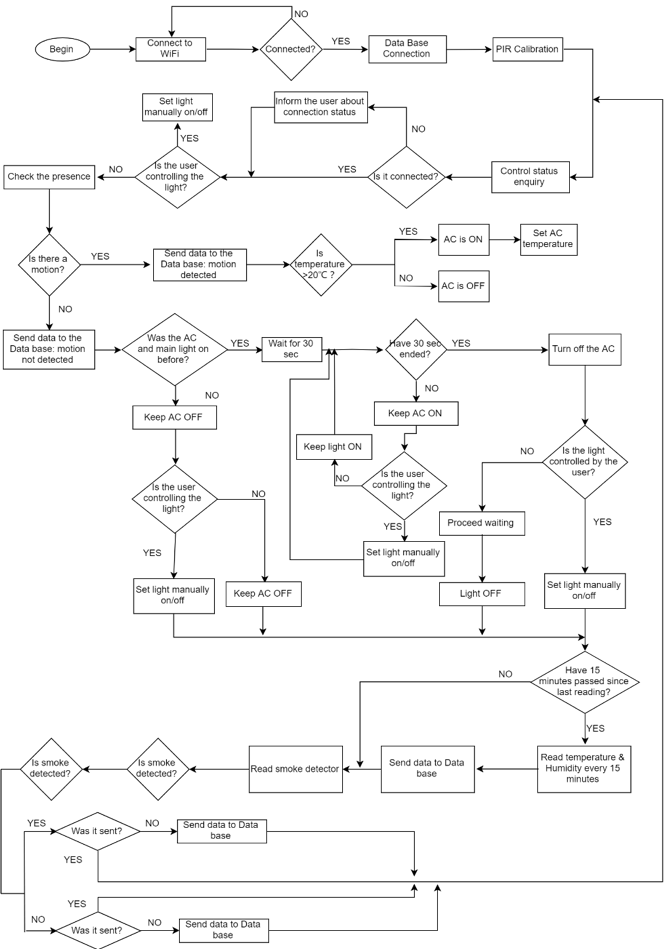 NO
Begin
Connect to
WiFi
Connected?
YES
Data Base
Connection
PIR Calibration
Set light
manually on/off
Inform the user about
connection status
YES
NO
Check the presence
NO
Is the user
controlling the
light?
YES
Is it connected?
Control status
enquiry
Is there a
motion?
YES
Send data to the
Data base: motion
detected
Is
temperature
>20℃ ?
YES
AC is ON
Set AC
temperature
NO
AC is OFF
NO
Send data to the
Data base: motion
not detected
Was the AC
and main light on
before?
YES
Wait for 30
sec
Have 30 sec
ended?
YES
Turn off the AC
NO
NO
Keep AC OFF
Keep AC ON
Keep light ON
NO
Is the light
controlled by the
user?
Is the user
controlling the
light?
NO
NO
Is the user
controlling the
light?
YES
YES
YES
Proceed waiting
Set light manually
on/off
Set light manually
on/off
Keep AC OFF
Light OFF
Set light manually
on/off
NO
Have 15
minutes passed since
last reading?
YES
Is smoke
detected?
Is smoke
detected?
Read smoke detector
Send data to Data
base
Read temperature &
Humidity every 15
minutes
YES
Was it sent?
NO
Send data to Data
base
YES
YES
NO
Was it sent?
NO
Send data to Data
base